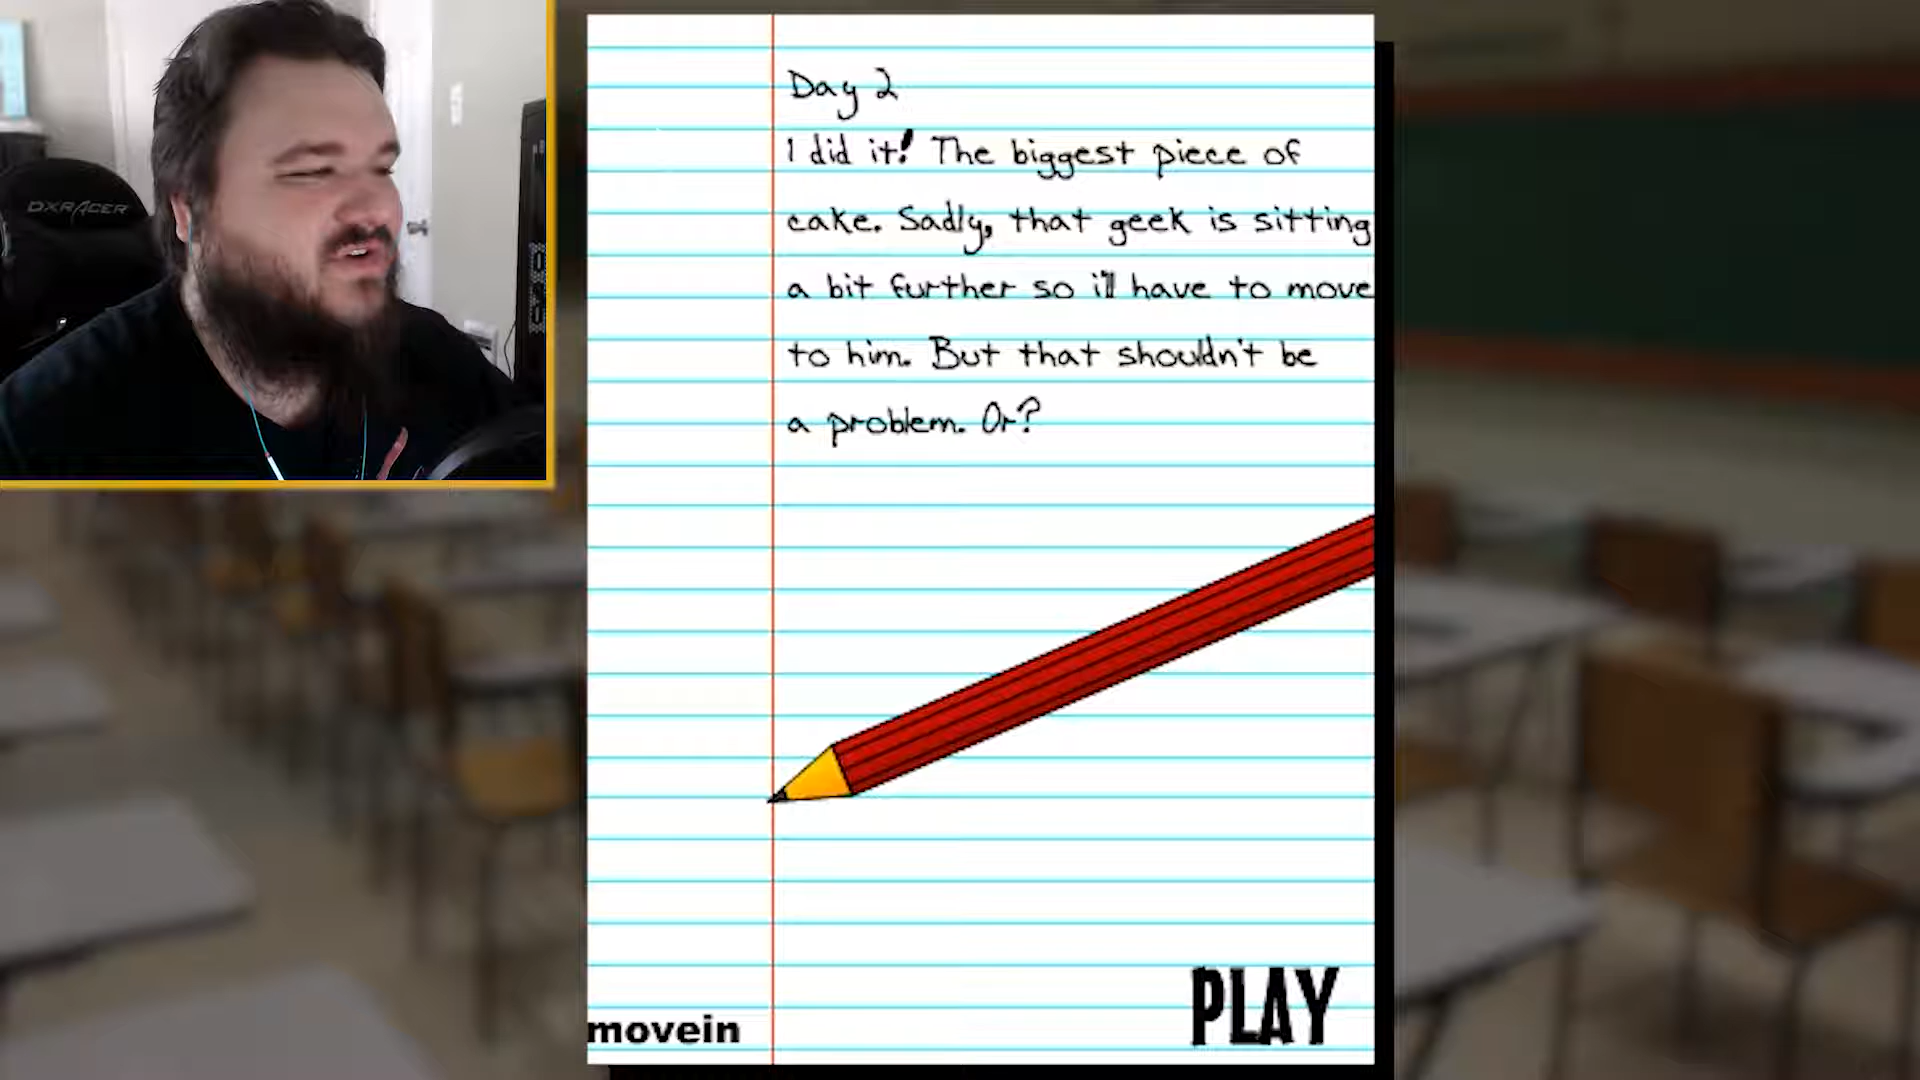 DXRACER
Day 2
I did it! The biggest piece of
cake. Sadly, that geek is sitting
a bit further so i'll have to move
to him. But that shouldn't be
a problem. Or?
movein
PLAY